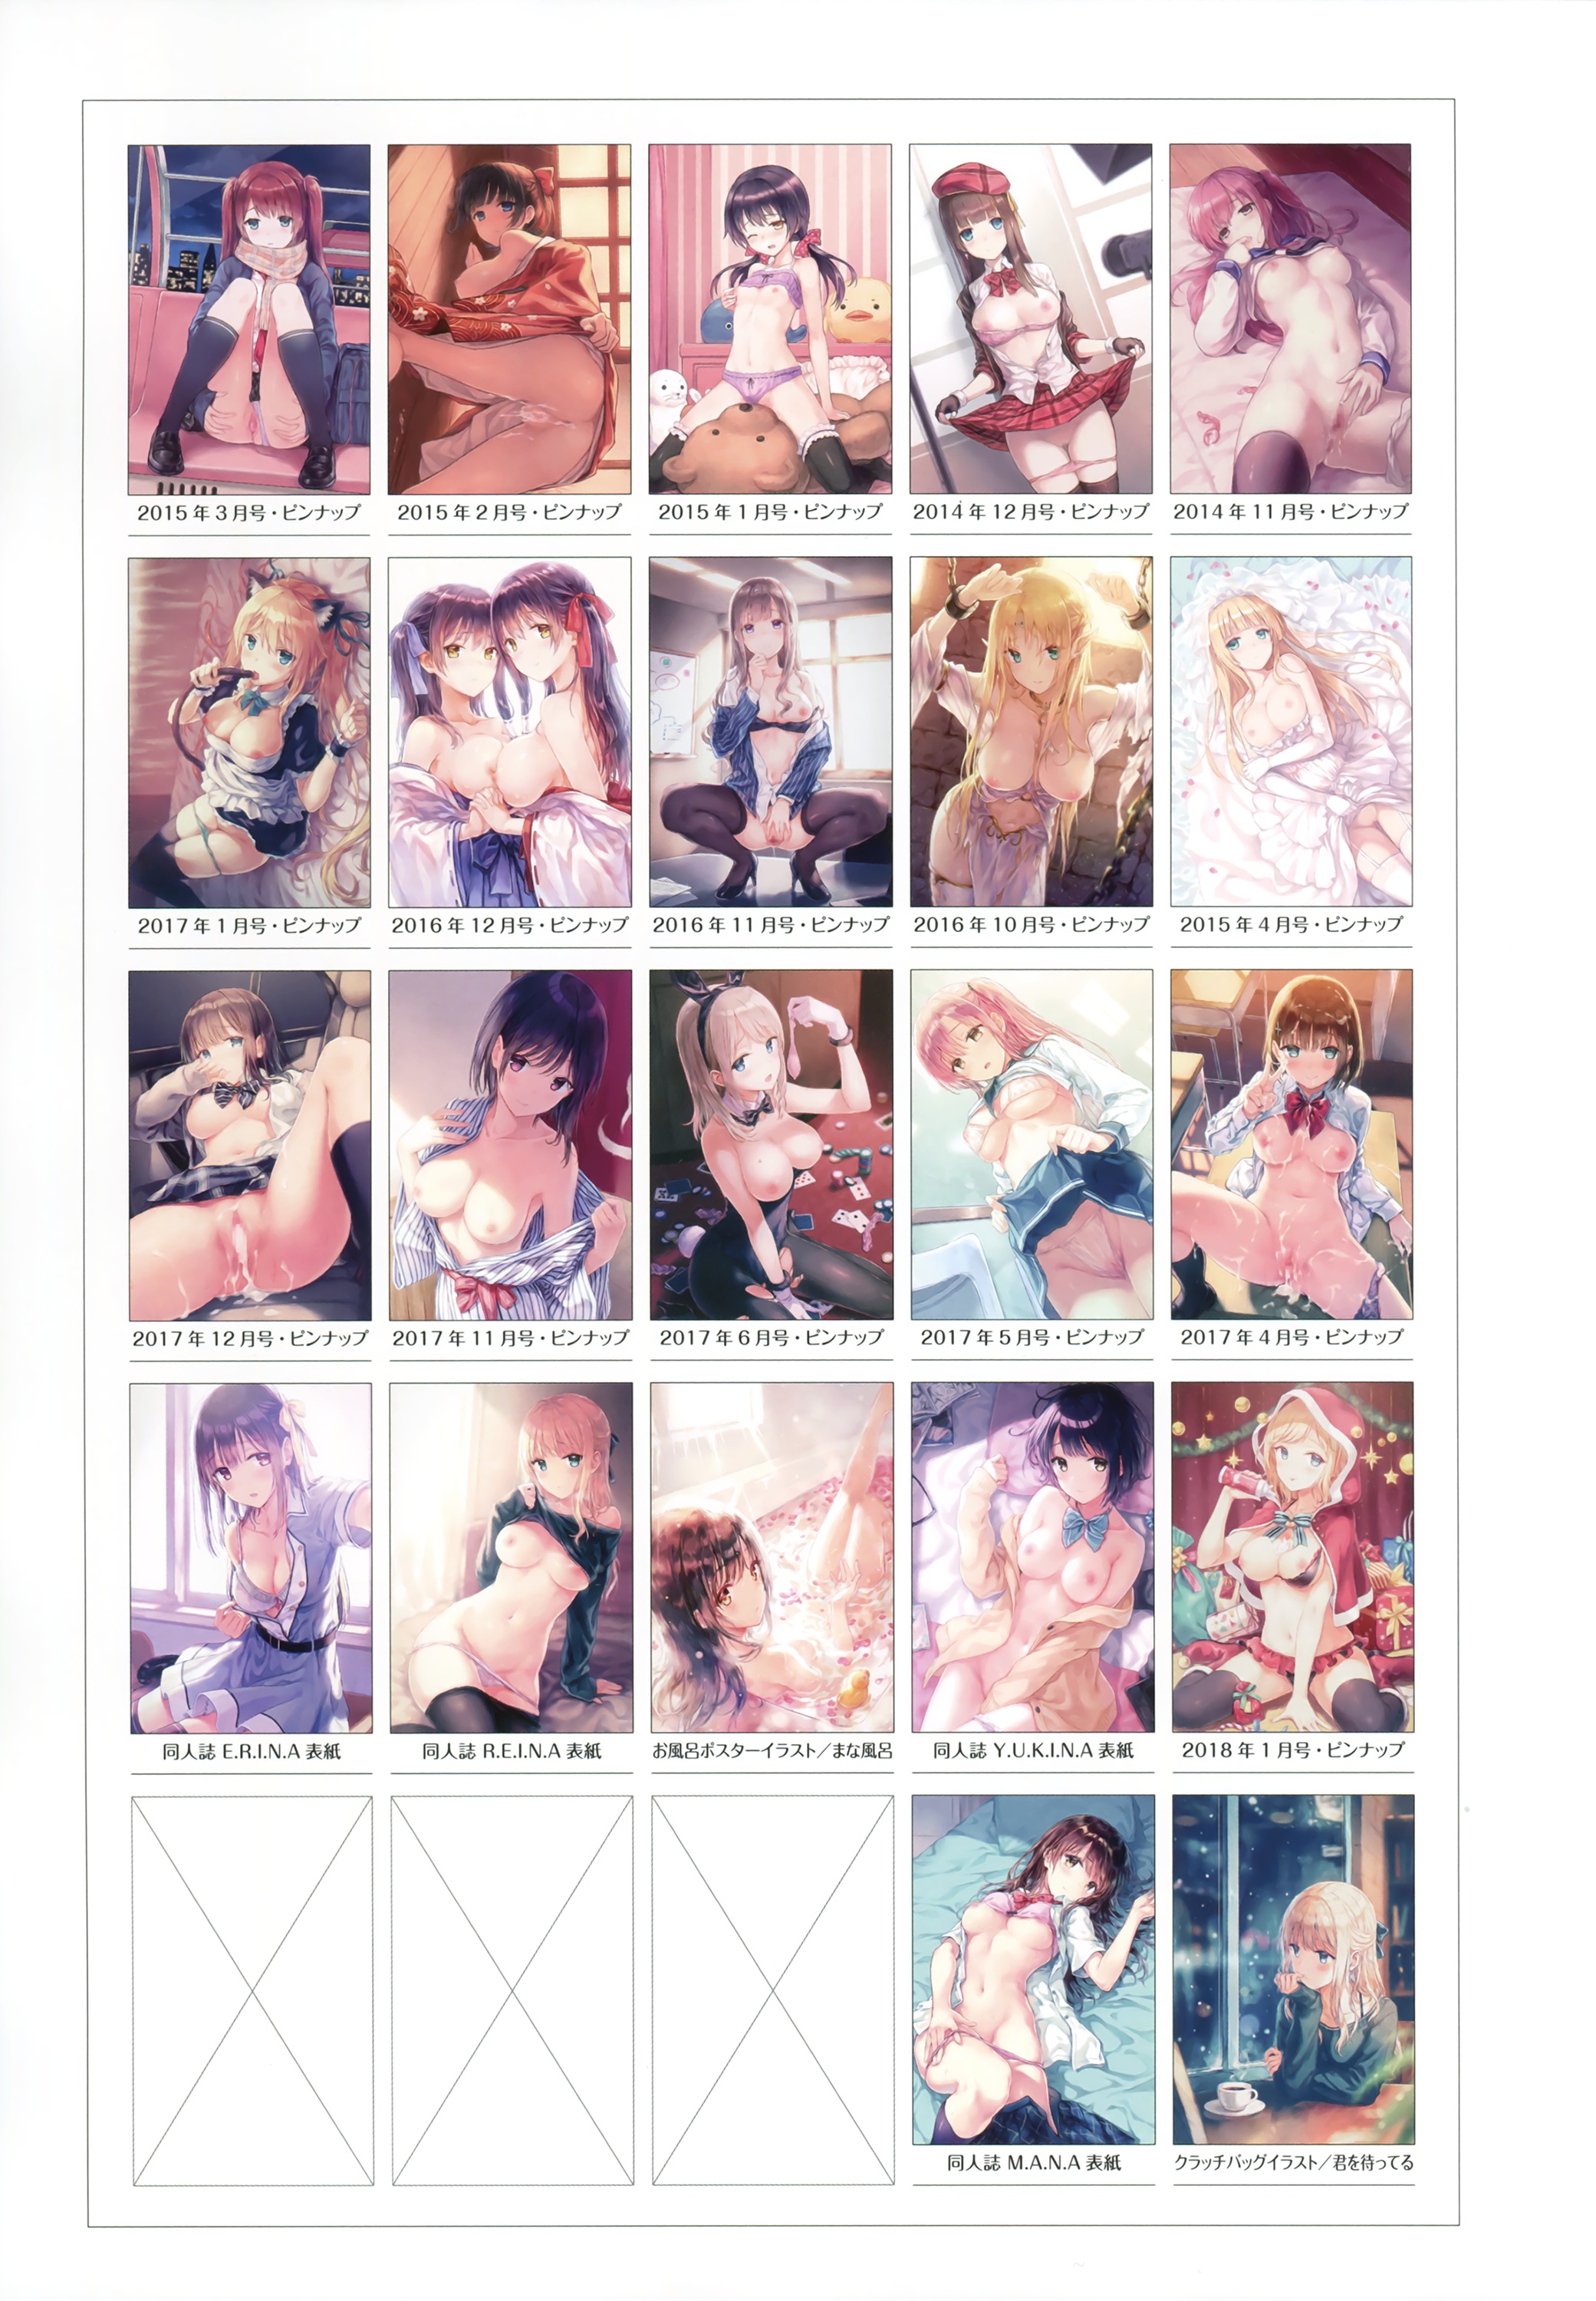 2015年3月号・ピンナップ
2015年2月号・ピンナップ
2015年1月号・ピンナップ
2014年12月号・ピンナップ
2014年11月号・ピンナップ
2017年1月号・ピンナップ
2016年12月号・ピンナップ
2016年11月号・ピンナップ
2016年10月号・ピンナップ
2015年4月号・ピンナップ
2017年12月号・ピンナップ
2017年11月号・ピンナップ
2017年6月号・ピンナップ
2017年5月号・ピンナップ
2017年4月号・ピンナップ
同人誌 E.R.I.N.A 表紙
同人誌 R.E.I.N.A 表紙
お風呂ポスターイラスト／まな風呂
同人誌 Y.U.K.I.N.A 表紙
2018年1月号・ピンナップ
同人誌 M.A.N.A 表紙
クラッチバッグイラスト／君を待ってる